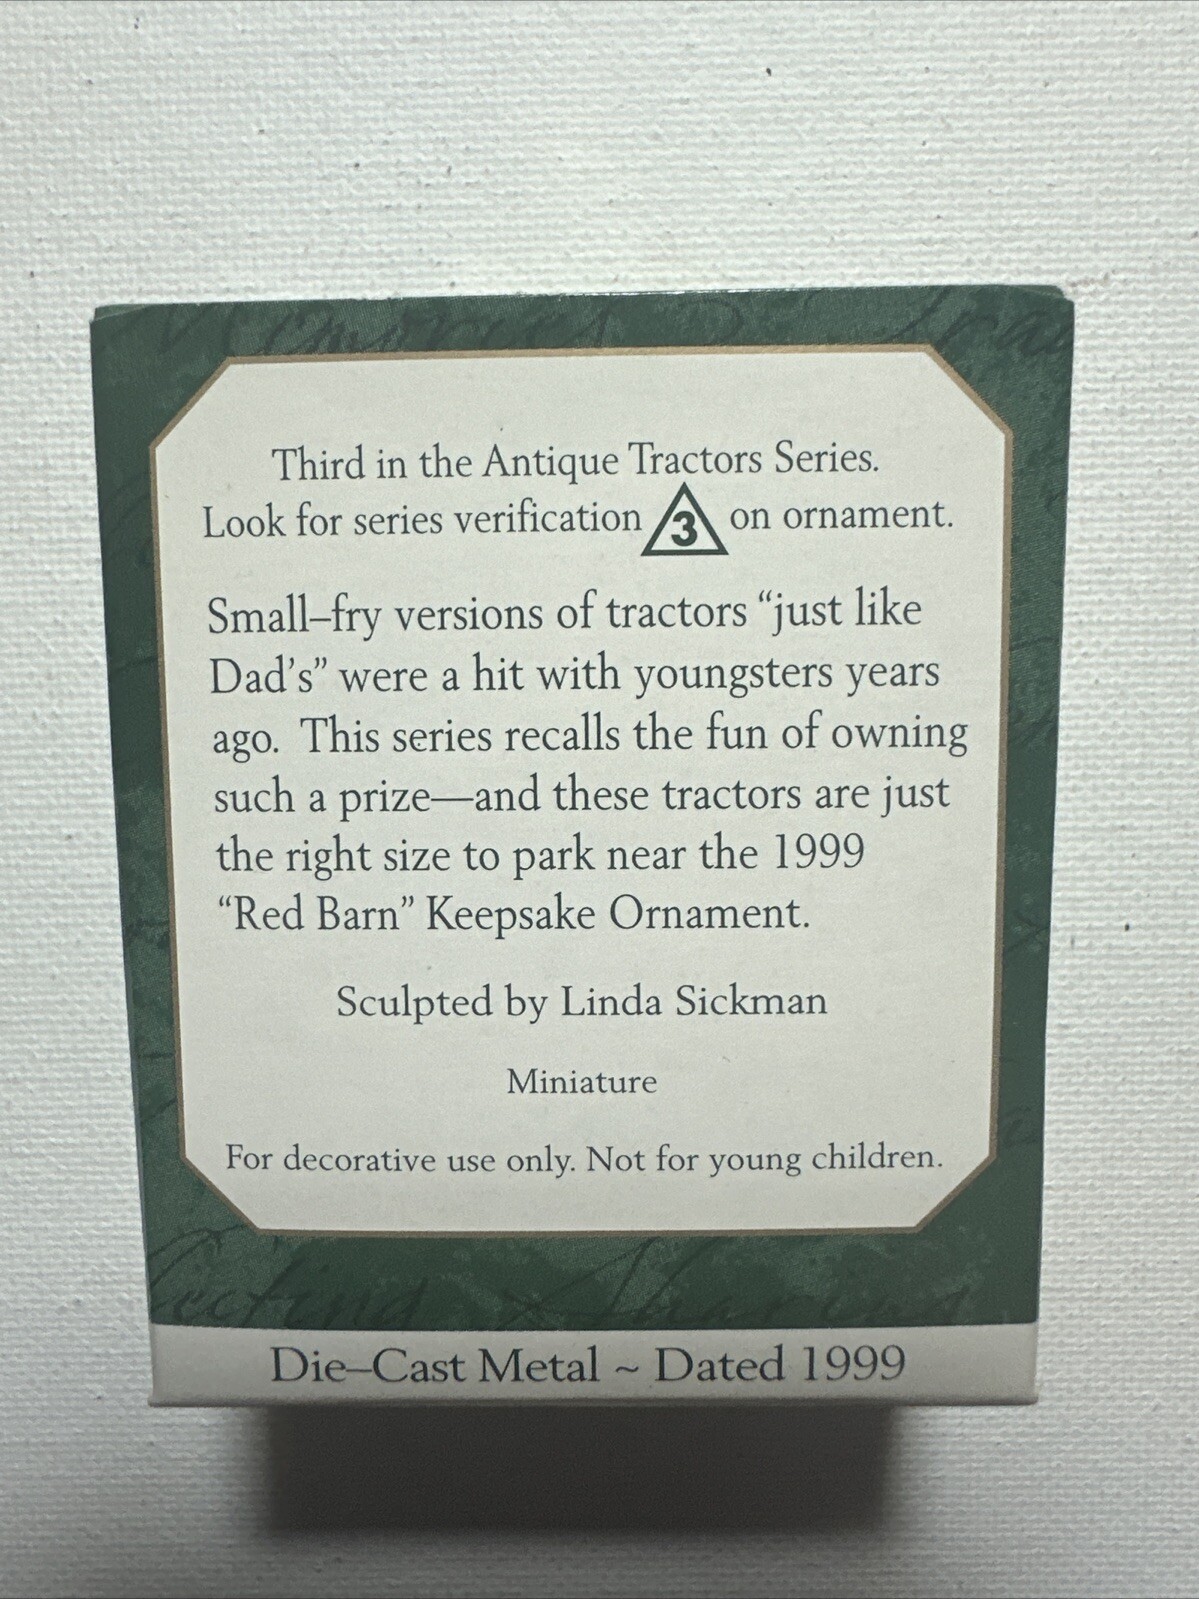 Third in the Antique Tractors Series.
Look for series verification 3 on ornament.
Small–fry versions of tractors “just like
Dad's” were a hit with youngsters years
ago. This series recalls the fun of owning
such a prize—and these tractors are just
the right size to park near the 1999
“Red Barn” Keepsake Ornament.
Sculpted by Linda Sickman
Miniature
For decorative use only. Not for young children.
Sharing
Die–Cast Metal ~ Dated 1999